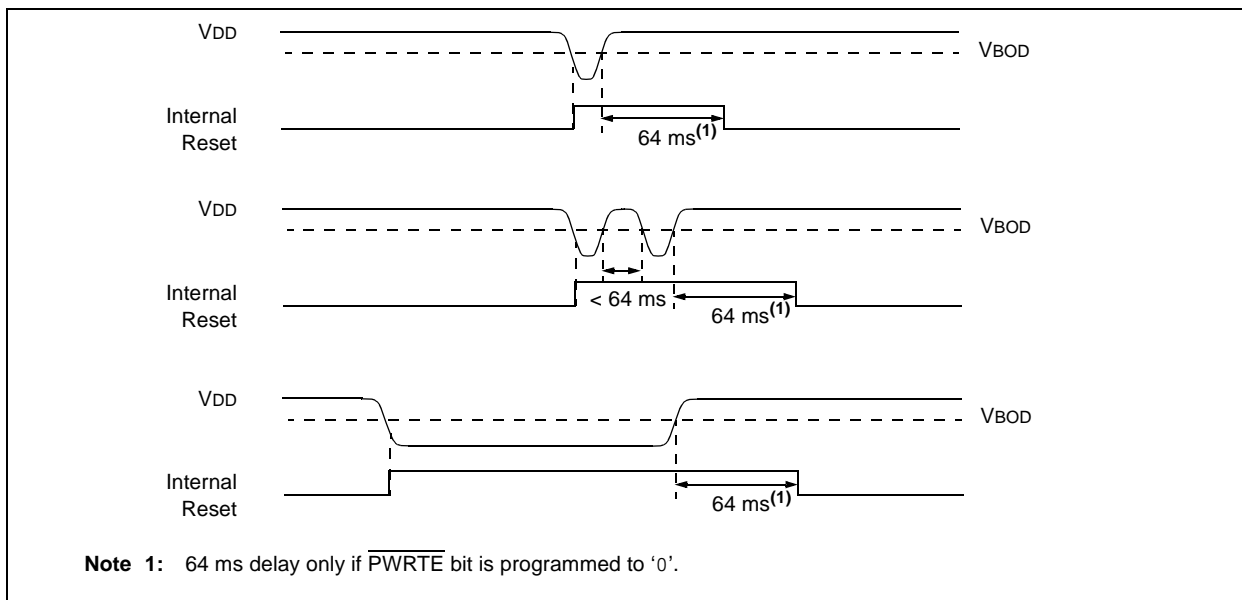 VDD
VBOD
Internal
Reset
64 ms(1)
VDD
VBOD
Internal
Reset
< 64 ms
64 ms(1)
VDD
VBOD
Internal
Reset
64 ms(1)
Note 1: 64 ms delay only if PWRTE bit is programmed to ‘0’.